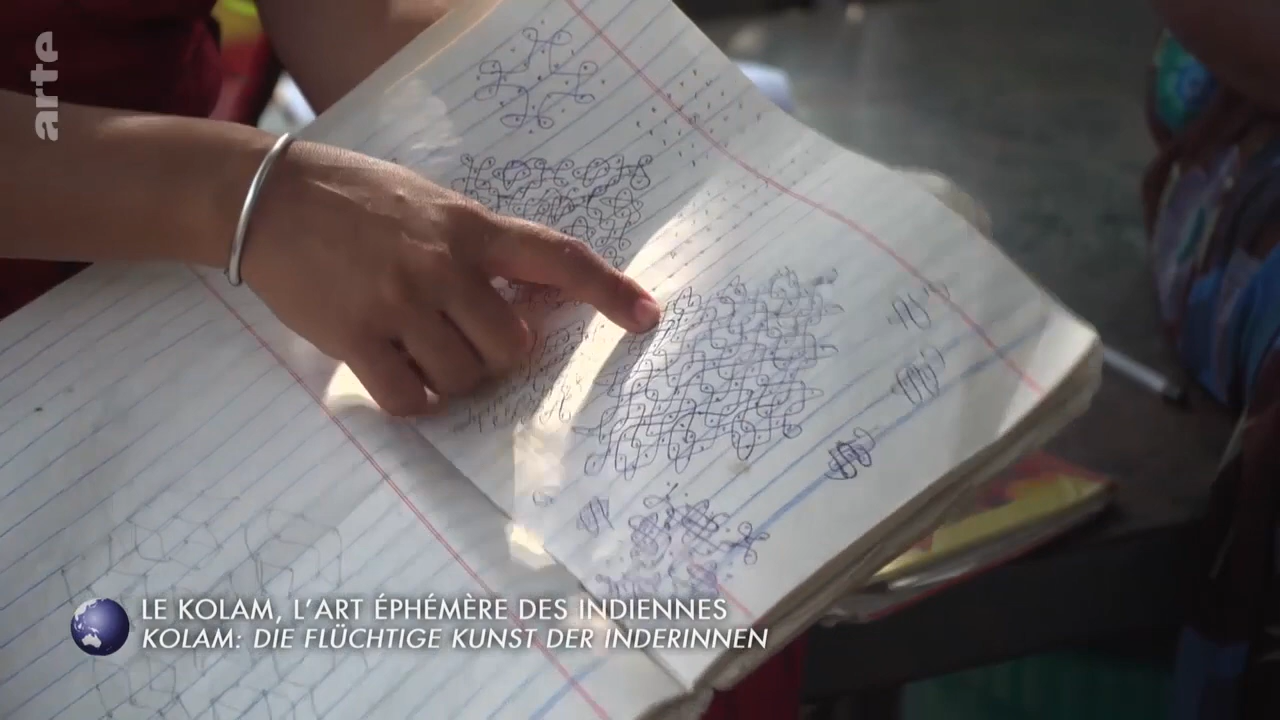 arte
LE KOLAM, L'ART ÉPHÉMÈRE DES INDIENNES
KOLAM: DIE FLÜCHTIGE KUNST DER INDERINNEN